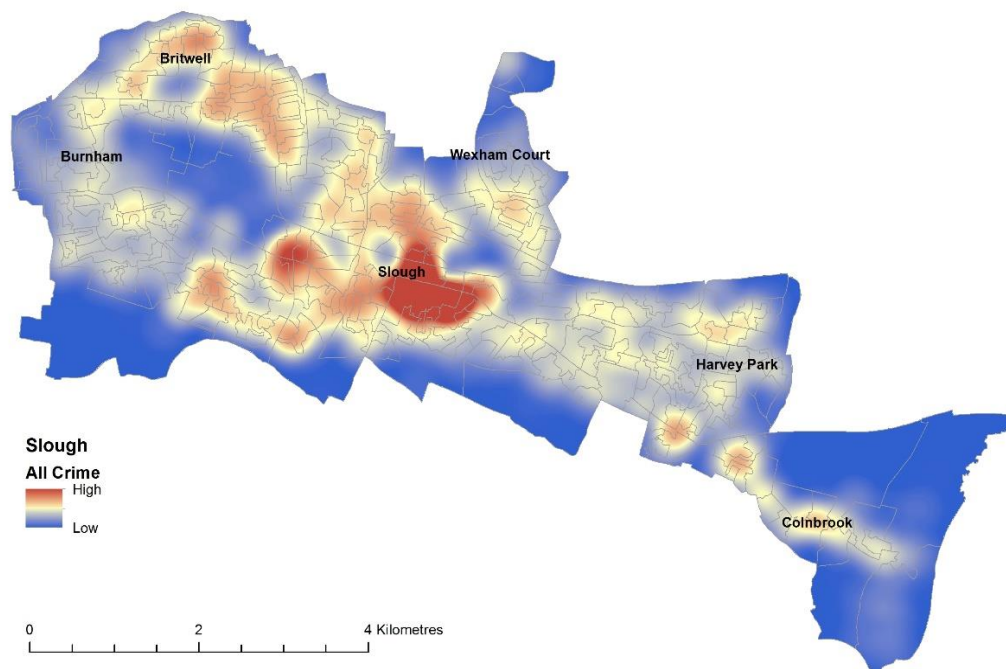 Britwell
Burnham
Wexham Court
Slough
Harvey Park
Colnbrook
Slough
All Crime
High
Low
0 2 4 Kilometres